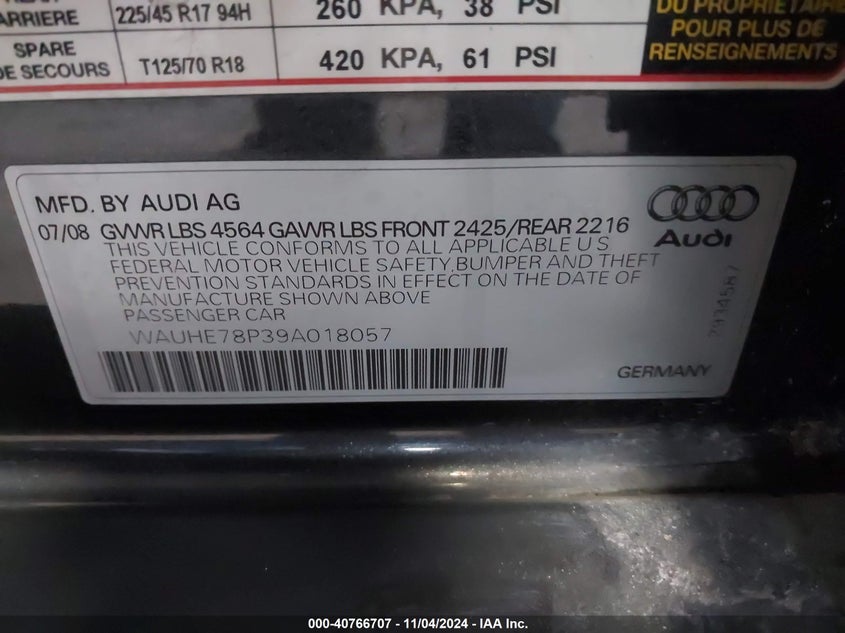 ARRIERE 225/45 R17 94H 260 KPA, 38 PSI
SPARE
DE SECOURS T125/70 R18 420 KPA, 61 PSI
DU PROPRIÉTAIRE
POUR PLUS DE
RENSEIGNEMENTS
MFD. BY AUDI AG
07/08 GVWR LBS 4564 GAWR LBS FRONT 2425/REAR 2216
THIS VEHICLE CONFORMS TO ALL APPLICABLE U S
FEDERAL MOTOR VEHICLE SAFETY,BUMPER AND THEFT
PREVENTION STANDARDS IN EFFECT ON THE DATE OF
MANUFACTURE SHOWN ABOVE
PASSENGER CAR
WAUHE78P39A018057
Audi
2934587
GERMANY
000-40766707 - 11/04/2024 - IAA Inc.